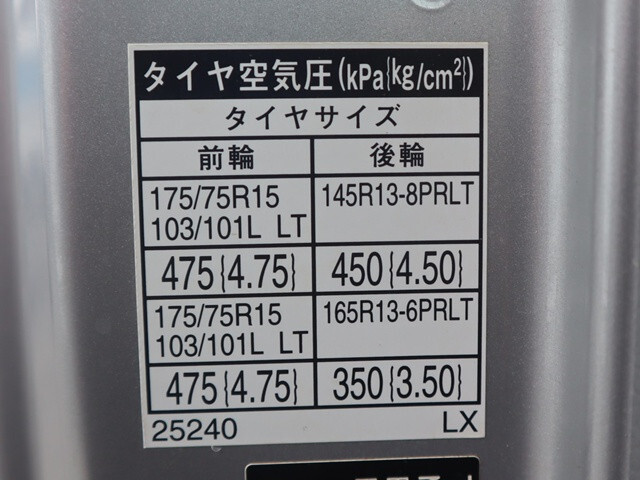 タイヤ空気圧(kPa{kg/cm²})
タイヤサイズ
前輪 後輪
175/75R15 145R13-8PRLT
103/101L LT
475{4.75} 450{4.50}
175/75R15 165R13-6PRLT
103/101L LT
475{4.75} 350{3.50}
25240 LX